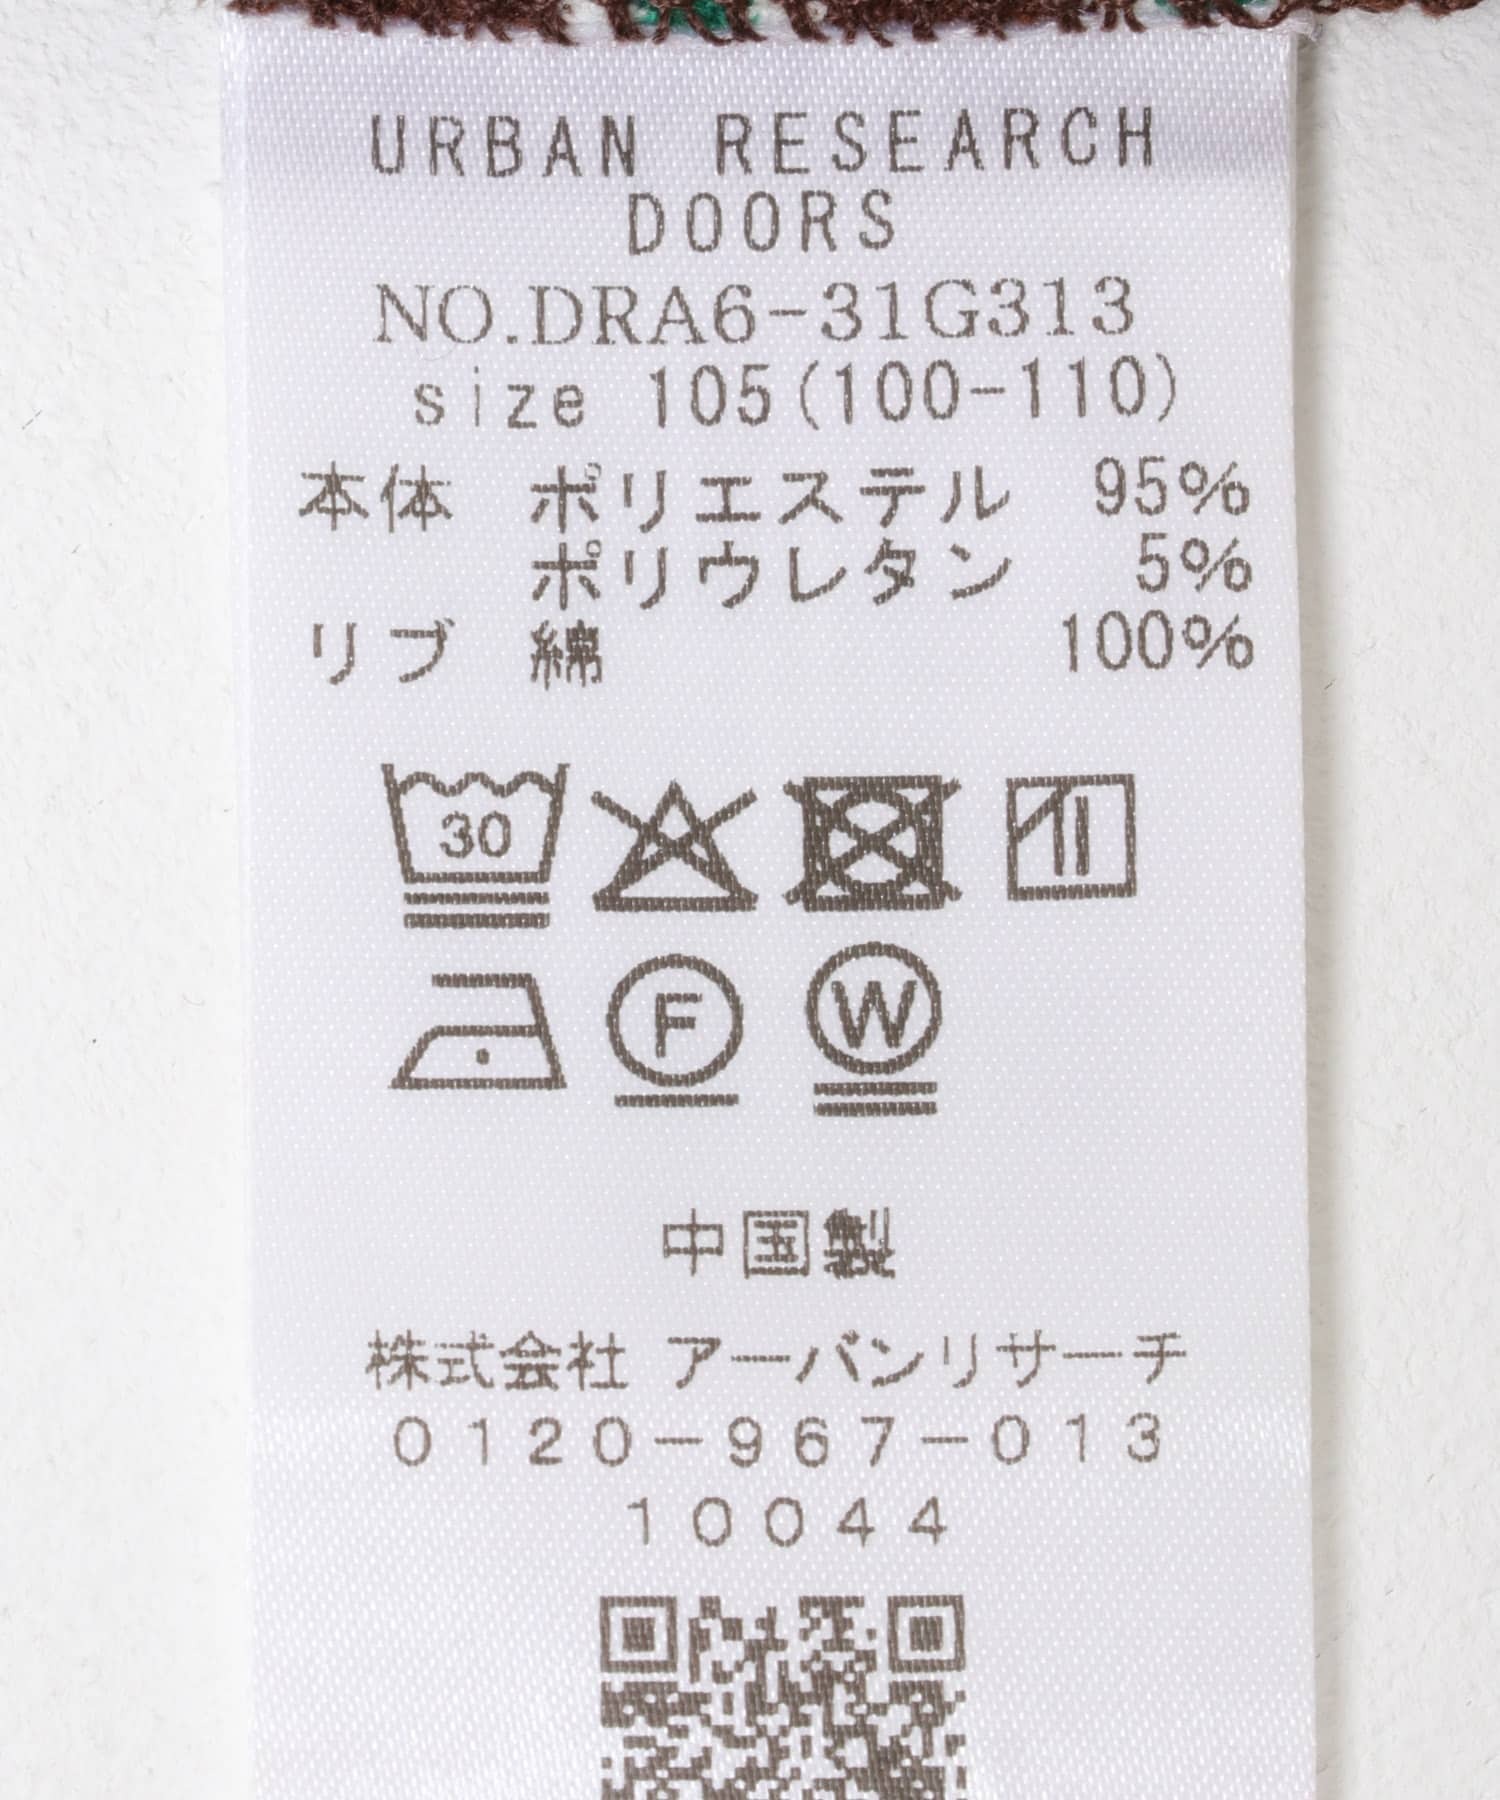 URBAN RESEARCH
DOORS
NO.DRA6-31G313
size 105(100-110)
本体 ポリエステル 95%
ポリウレタン 5%
リブ 綿 100%
30
F W
中国製
株式会社 アーバンリサーチ
0120-967-013
10044